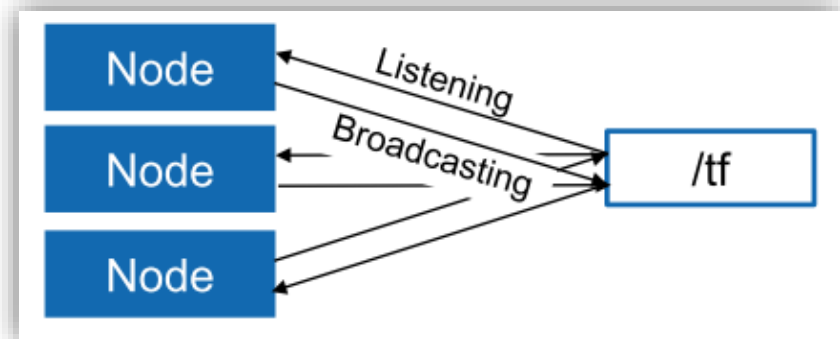 Node
Listening
Broadcasting
Node
/tf
Node